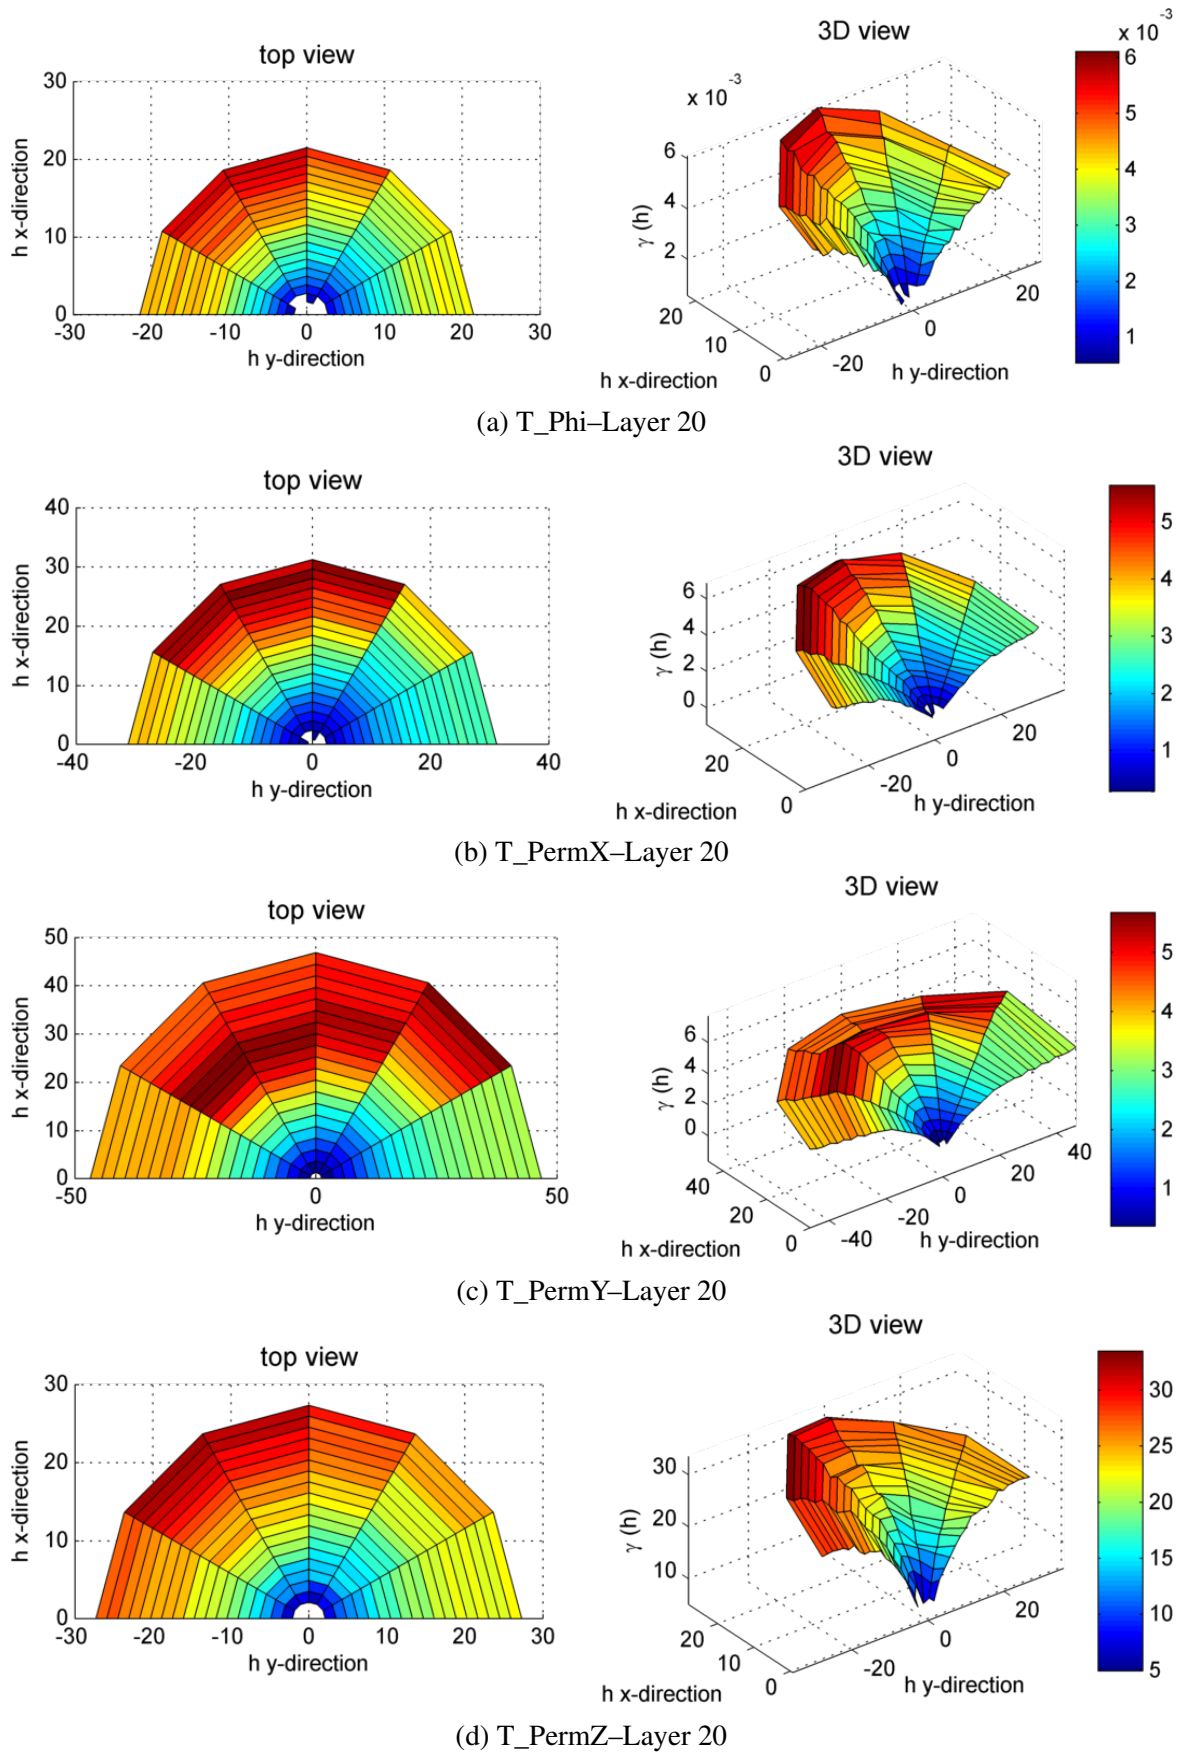 top view
30
20
10
0
h x-direction
-30 -20 -10 0 10 20 30
h y-direction
3D view
x 10 -3
6
4
2
γ (h)
20
10
0
h x-direction
-20 0 20
h y-direction
x 10 -3
6
5
4
3
2
1
(a) T_Phi–Layer 20
top view
40
30
20
10
0
h x-direction
-40 -20 0 20 40
h y-direction
3D view
6
4
2
0
γ (h)
20
0
h x-direction
-20 0 20
h y-direction
5
4
3
2
1
(b) T_PermX–Layer 20
top view
50
40
30
20
10
0
h x-direction
-50 0 50
h y-direction
3D view
6
4
2
0
γ (h)
40
20
0
h x-direction
-40 -20 0 20 40
h y-direction
5
4
3
2
1
(c) T_PermY–Layer 20
top view
30
20
10
0
h x-direction
-30 -20 -10 0 10 20 30
h y-direction
3D view
30
20
10
γ (h)
20
10
0
h x-direction
-20 0 20
h y-direction
30
25
20
15
10
5
(d) T_PermZ–Layer 20